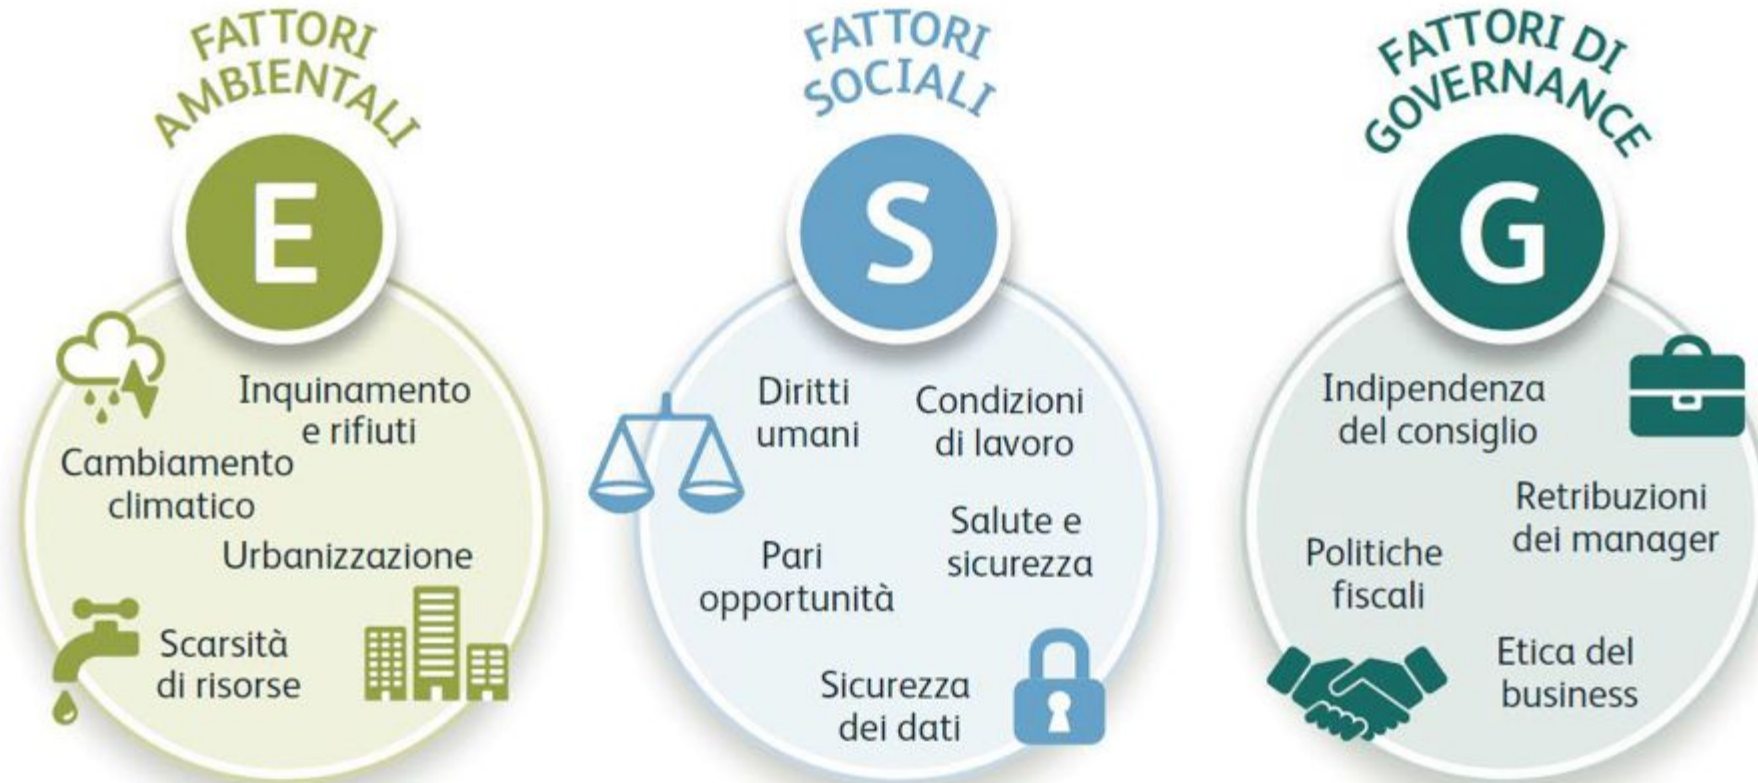 FATTORI
AMBIENTALI
E
Inquinamento
e rifiuti
Cambiamento
climatico
Urbanizzazione
Scarsità
di risorse
FATTORI
SOCIALI
S
Diritti
umani
Condizioni
di lavoro
Salute e
sicurezza
Pari
opportunità
Sicurezza
dei dati
FATTORI DI
GOVERNANCE
G
Indipendenza
del consiglio
Retribuzioni
dei manager
Politiche
fiscali
Etica del
business